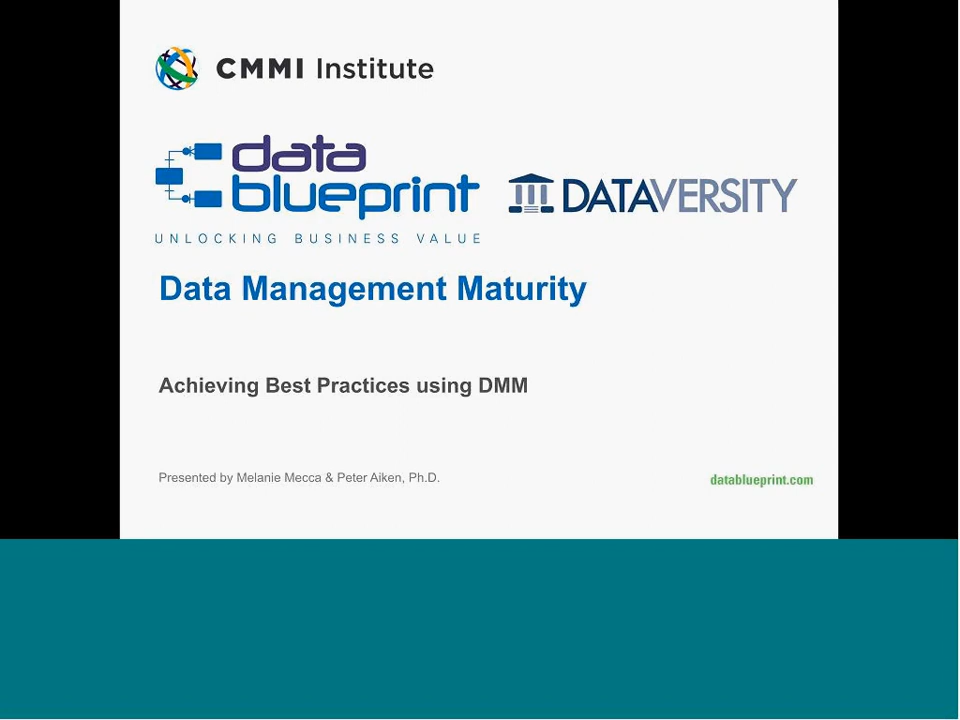 CMMI Institute
data
blueprint
UNLOCKING BUSINESS VALUE
DATAVERSITY
Data Management Maturity
Achieving Best Practices using DMM
Presented by Melanie Mecca & Peter Aiken, Ph.D.
datablueprint.com